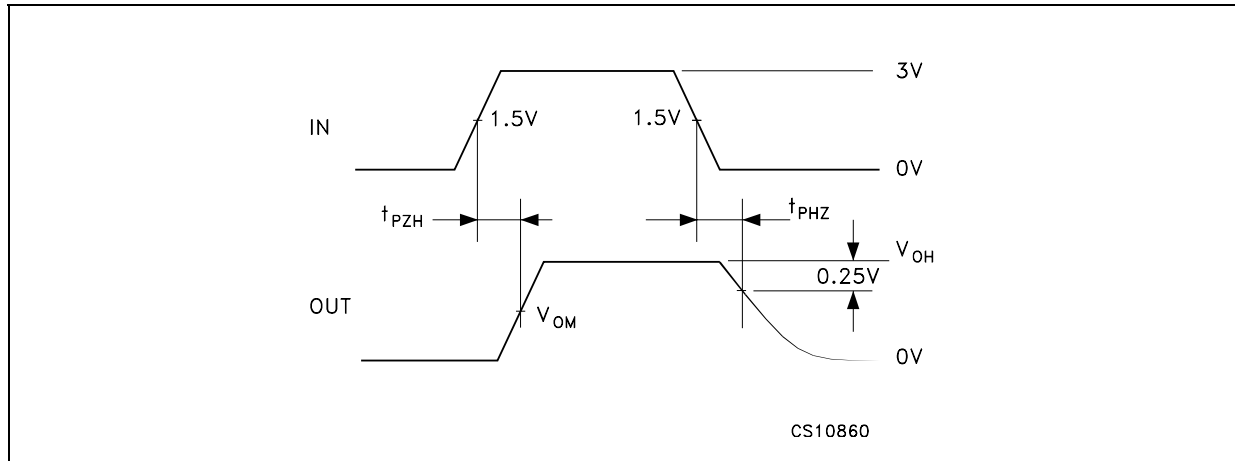 3V
1.5V
1.5V
IN
0V
tPZH
tPHZ
VOH
0.25V
OUT
VOM
0V
CS10860